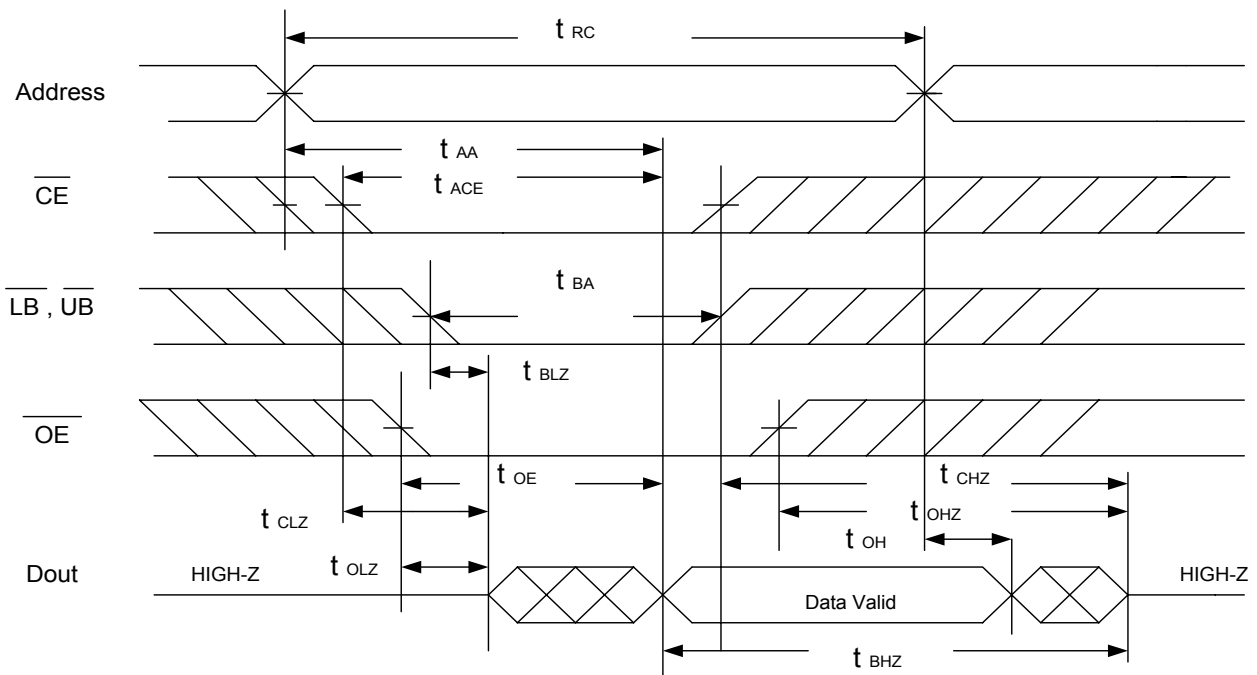 t RC
Address
t AA
CE
t ACE
LB , UB
t BA
t BLZ
OE
t OE
t CHZ
t CLZ
t OHZ
t OH
Dout
HIGH-Z
t OLZ
Data Valid
HIGH-Z
t BHZ